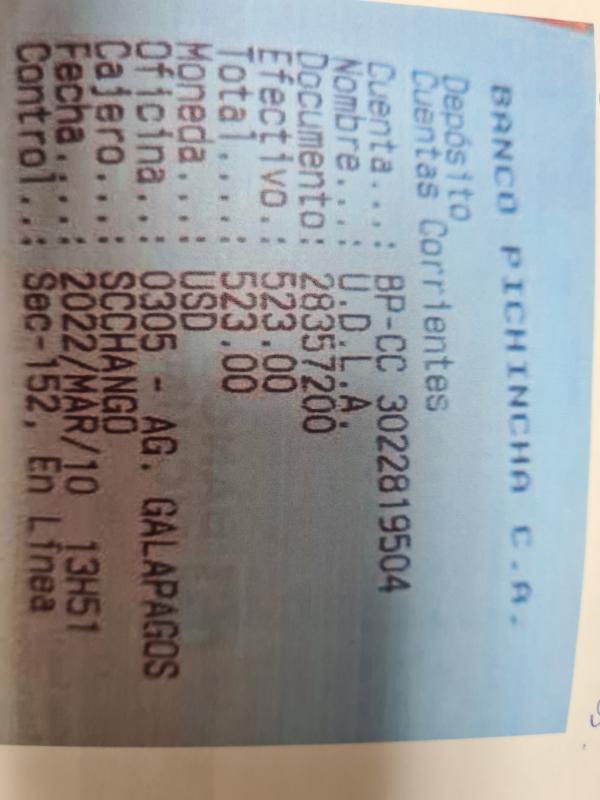 BANCO PICHINCHA C.A.
Depósito
Cuentas Corrientes
Cuenta...: BP-CC 3022819504
Nombre...: U.D.L.A.
Documento: 28357200
Efectivo.: 523.00
Total....: 523.00
Moneda...: USD
Oficina..: 0305 - AG. GALAPAGOS
Cajero...: SCCHANGO
Fecha....: 2022/MAR/10 13H51
Control..: Sec-152, En Línea